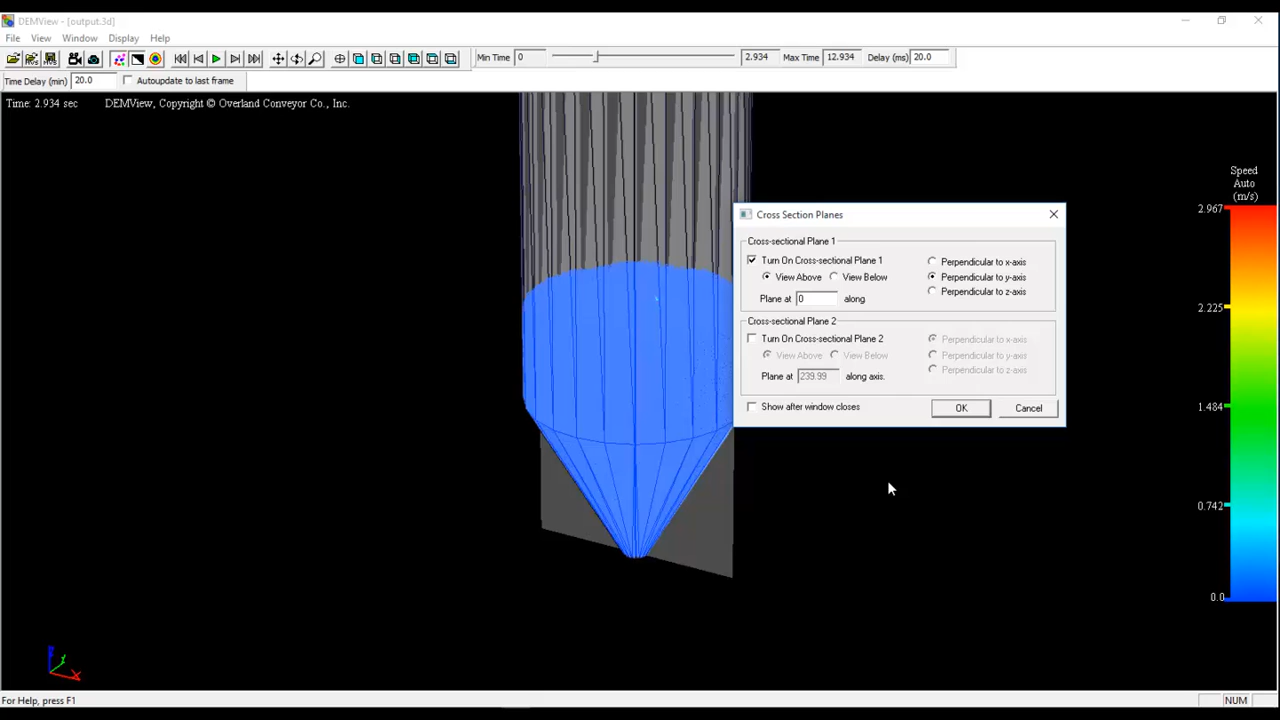 DEMView - [output.3d]
File View Window Display Help
Min Time 0 2.934 Max Time 12.934 Delay (ms) 20.0
Time Delay (min) 20.0 Autoupdate to last frame
Time: 2.934 sec DEMView, Copyright © Overland Conveyor Co., Inc.
Speed
Auto
(m/s)
2.967
2.225
1.484
0.742
0.0
Cross Section Planes
Cross-sectional Plane 1
Turn On Cross-sectional Plane 1
View Above View Below
Plane at 0 along
Perpendicular to x-axis
Perpendicular to y-axis
Perpendicular to z-axis
Cross-sectional Plane 2
Turn On Cross-sectional Plane 2
View Above View Below
Plane at 239.99 along axis.
Perpendicular to x-axis
Perpendicular to y-axis
Perpendicular to z-axis
Show after window closes
OK Cancel
For Help, press F1
NUM